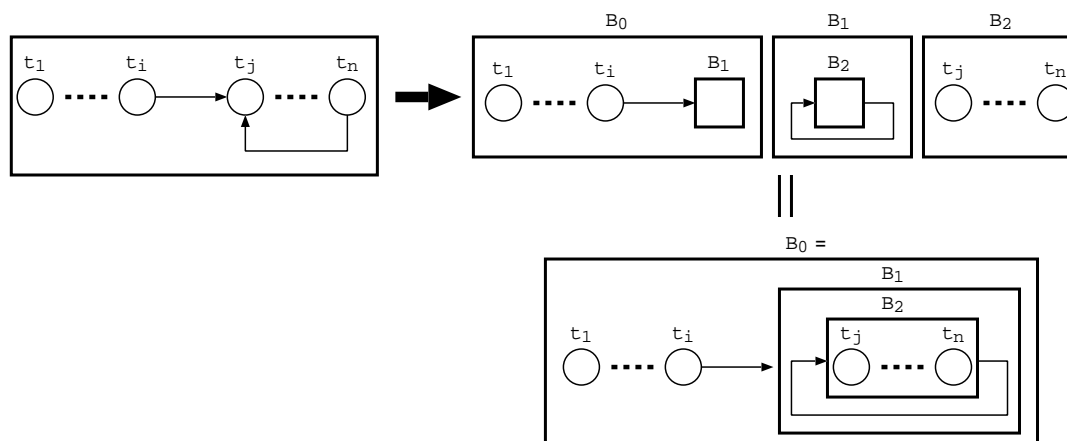 B₀ B₁ B₂
t₁ tᵢ tⱼ tₙ t₁ tᵢ B₁ B₂ tⱼ tₙ
B₀ =
B₁
B₂
t₁ tᵢ tⱼ tₙ